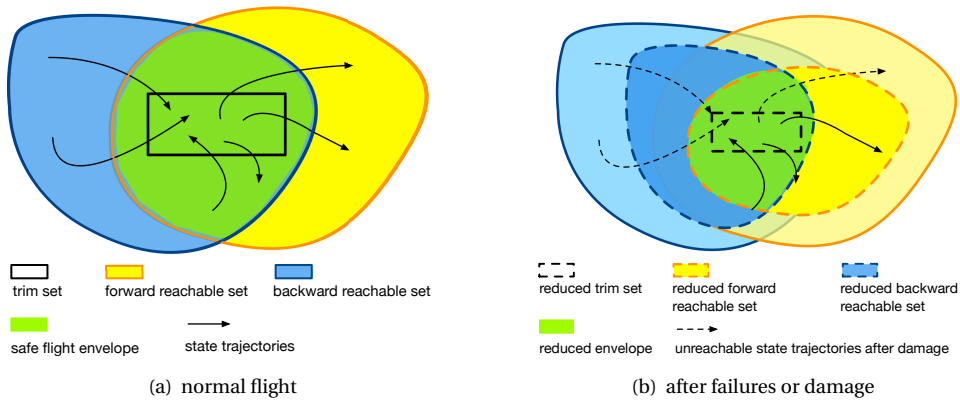 trim set
forward reachable set
backward reachable set
safe flight envelope
state trajectories
(a) normal flight
reduced trim set
reduced forward
reachable set
reduced backward
reachable set
reduced envelope
unreachable state trajectories after damage
(b) after failures or damage